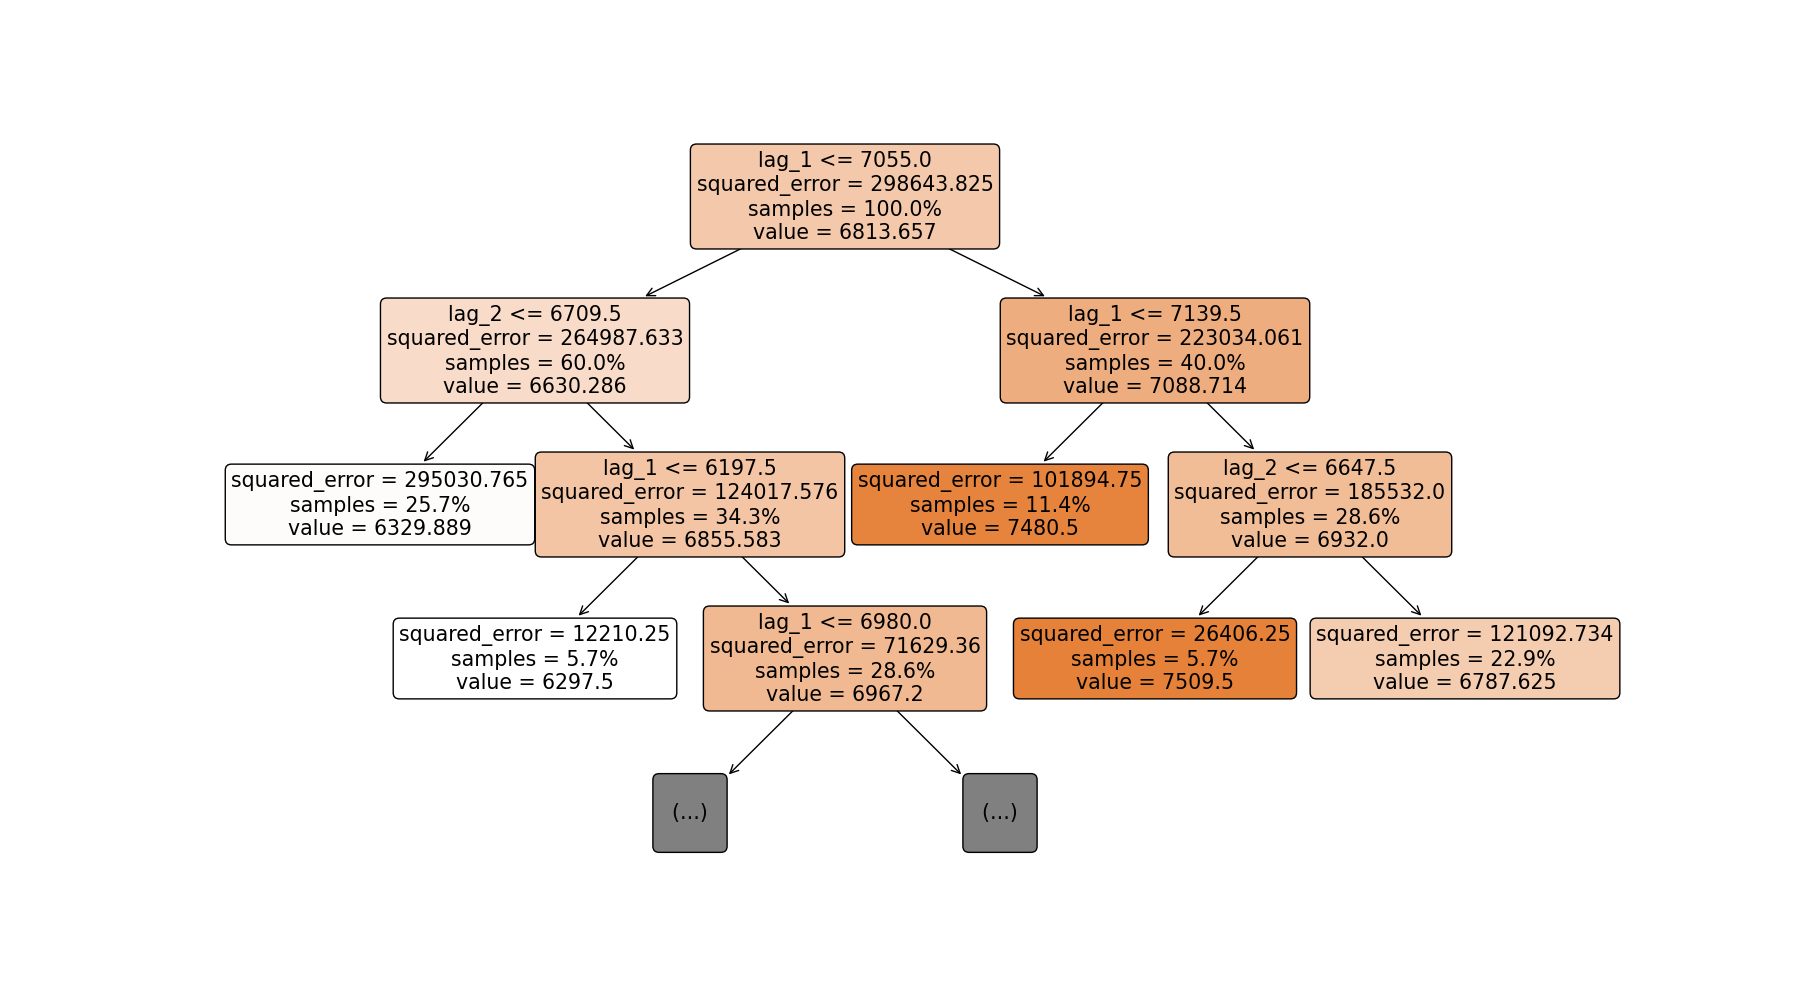 lag_1 <= 7055.0
squared_error = 298643.825
samples = 100.0%
value = 6813.657
lag_2 <= 6709.5
squared_error = 264987.633
samples = 60.0%
value = 6630.286
lag_1 <= 7139.5
squared_error = 223034.061
samples = 40.0%
value = 7088.714
squared_error = 295030.765
samples = 25.7%
value = 6329.889
lag_1 <= 6197.5
squared_error = 124017.576
samples = 34.3%
value = 6855.583
squared_error = 101894.75
samples = 11.4%
value = 7480.5
lag_2 <= 6647.5
squared_error = 185532.0
samples = 28.6%
value = 6932.0
squared_error = 12210.25
samples = 5.7%
value = 6297.5
lag_1 <= 6980.0
squared_error = 71629.36
samples = 28.6%
value = 6967.2
squared_error = 26406.25
samples = 5.7%
value = 7509.5
squared_error = 121092.734
samples = 22.9%
value = 6787.625
(...)
(...)